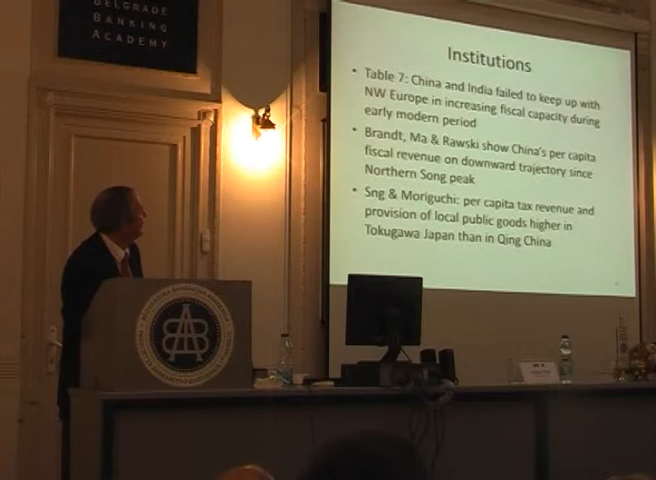 BELGRADE
BANKING
ACADEMY
Institutions
• Table 7: China and India failed to keep up with
NW Europe in increasing fiscal capacity during
early modern period
• Brandt, Ma & Rawski show China's per capita
fiscal revenue on downward trajectory since
Northern Song peak
• Sng & Moriguchi: per capita tax revenue and
provision of local public goods higher in
Tokugawa Japan than in Qing China